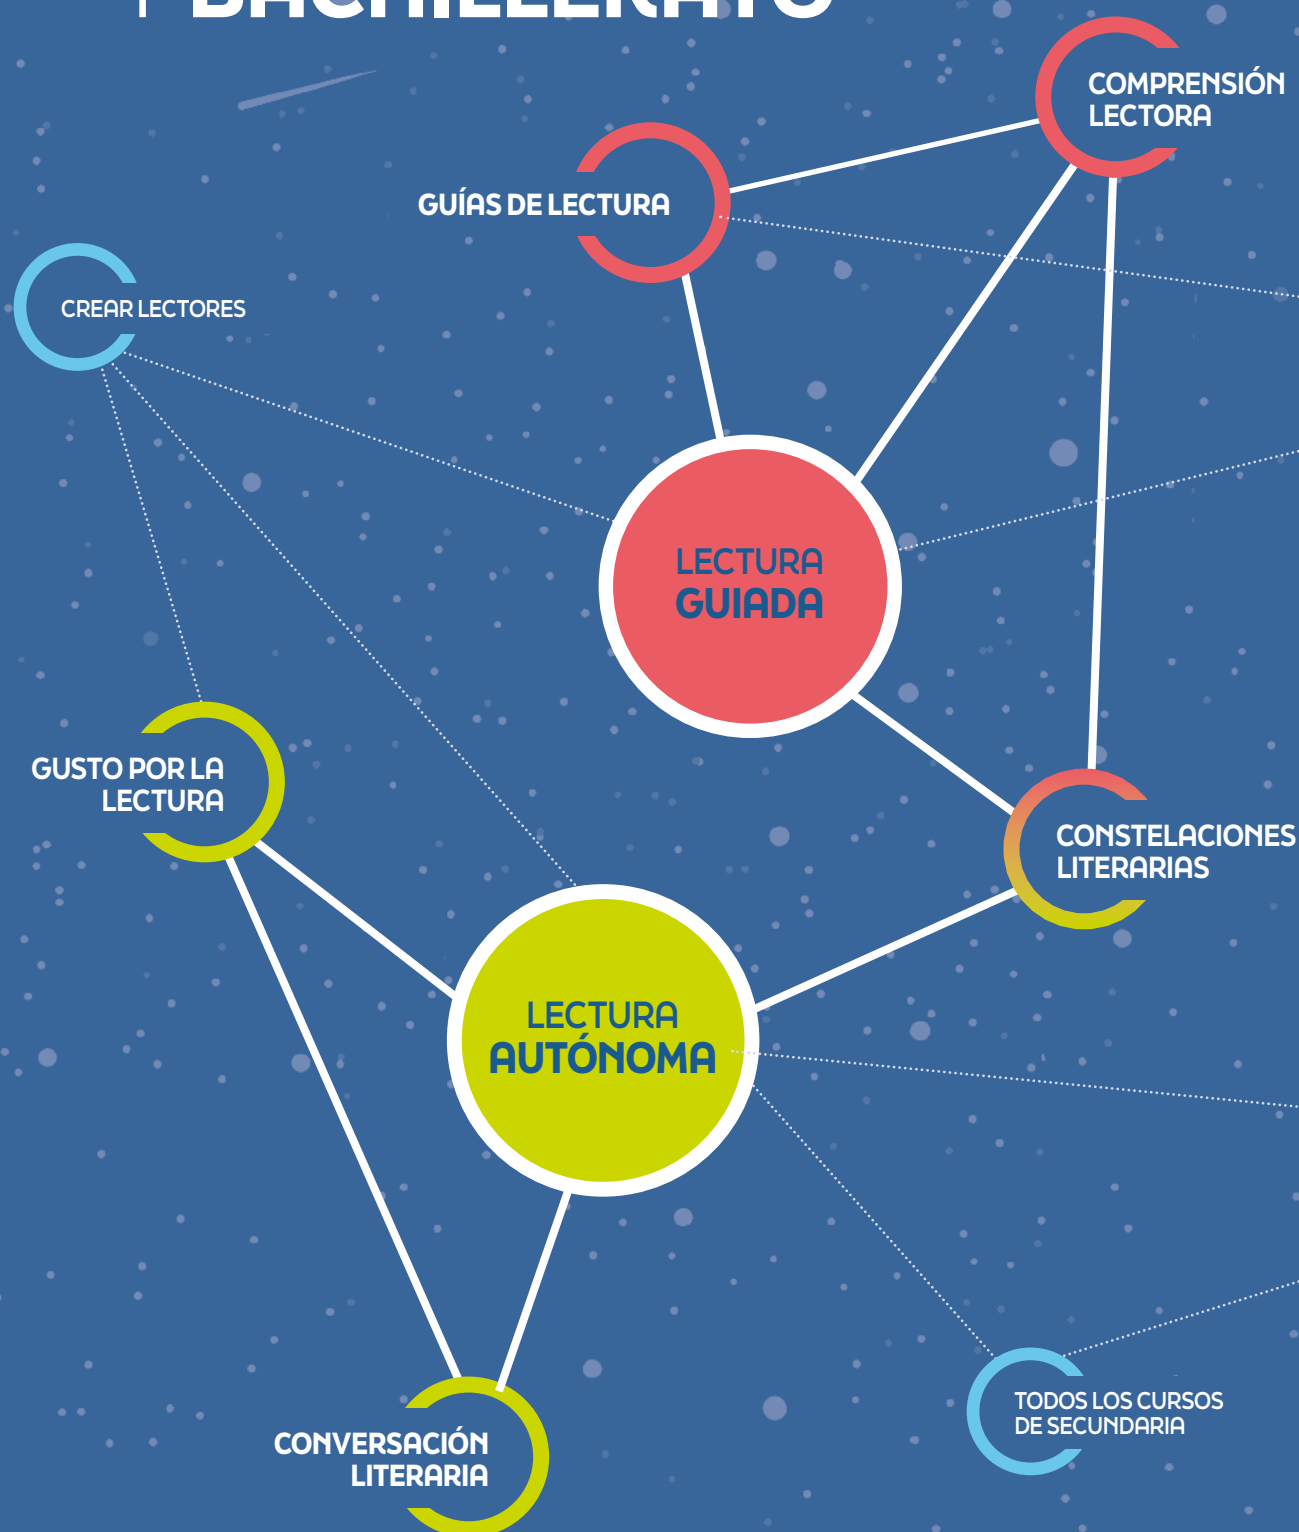 BACHILLERATO
COMPRENSIÓN
LECTORA
GUÍAS DE LECTURA
CREAR LECTORES
LECTURA
GUIADA
GUSTO POR LA
LECTURA
CONSTELACIONES
LITERARIAS
LECTURA
AUTÓNOMA
TODOS LOS CURSOS
DE SECUNDARIA
CONVERSACIÓN
LITERARIA